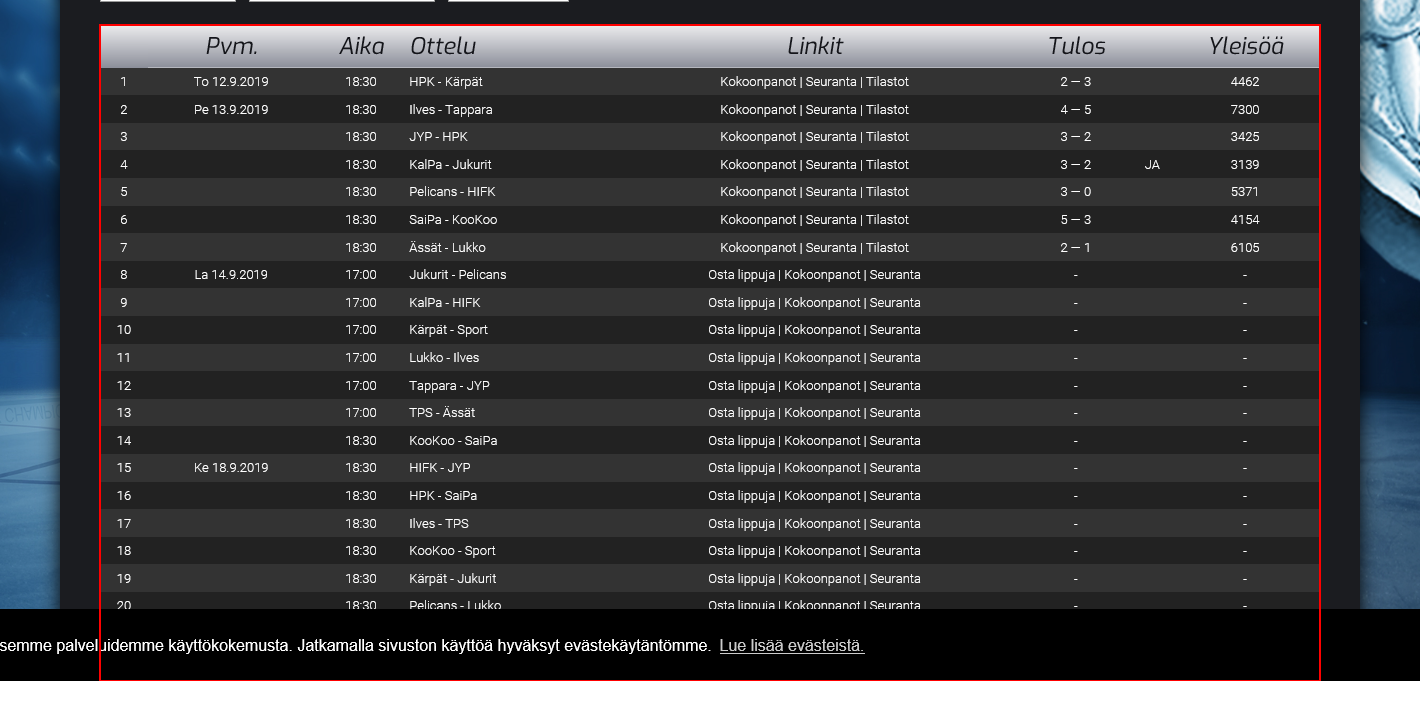 Pvm. Aika Ottelu Linkit Tulos Yleisöä
1 To 12.9.2019 18:30 HPK - Kärpät Kokoonpanot | Seuranta | Tilastot 2 — 3 4462
2 Pe 13.9.2019 18:30 Ilves - Tappara Kokoonpanot | Seuranta | Tilastot 4 — 5 7300
3 18:30 JYP - HPK Kokoonpanot | Seuranta | Tilastot 3 — 2 3425
4 18:30 KalPa - Jukurit Kokoonpanot | Seuranta | Tilastot 3 — 2 JA 3139
5 18:30 Pelicans - HIFK Kokoonpanot | Seuranta | Tilastot 3 — 0 5371
6 18:30 SaiPa - KooKoo Kokoonpanot | Seuranta | Tilastot 5 — 3 4154
7 18:30 Ässät - Lukko Kokoonpanot | Seuranta | Tilastot 2 — 1 6105
8 La 14.9.2019 17:00 Jukurit - Pelicans Osta lippuja | Kokoonpanot | Seuranta - -
9 17:00 KalPa - HIFK Osta lippuja | Kokoonpanot | Seuranta - -
10 17:00 Kärpät - Sport Osta lippuja | Kokoonpanot | Seuranta - -
11 17:00 Lukko - Ilves Osta lippuja | Kokoonpanot | Seuranta - -
12 17:00 Tappara - JYP Osta lippuja | Kokoonpanot | Seuranta - -
13 17:00 TPS - Ässät Osta lippuja | Kokoonpanot | Seuranta - -
14 18:30 KooKoo - SaiPa Osta lippuja | Kokoonpanot | Seuranta - -
15 Ke 18.9.2019 18:30 HIFK - JYP Osta lippuja | Kokoonpanot | Seuranta - -
16 18:30 HPK - SaiPa Osta lippuja | Kokoonpanot | Seuranta - -
17 18:30 Ilves - TPS Osta lippuja | Kokoonpanot | Seuranta - -
18 18:30 KooKoo - Sport Osta lippuja | Kokoonpanot | Seuranta - -
19 18:30 Kärpät - Jukurit Osta lippuja | Kokoonpanot | Seuranta - -
20 18:30 Pelicans - Lukko Osta lippuja | Kokoonpanot | Seuranta - -
semme palveluidemme käyttökokemusta. Jatkamalla sivuston käyttöä hyväksyt evästekäytäntömme. Lue lisää evästeistä.